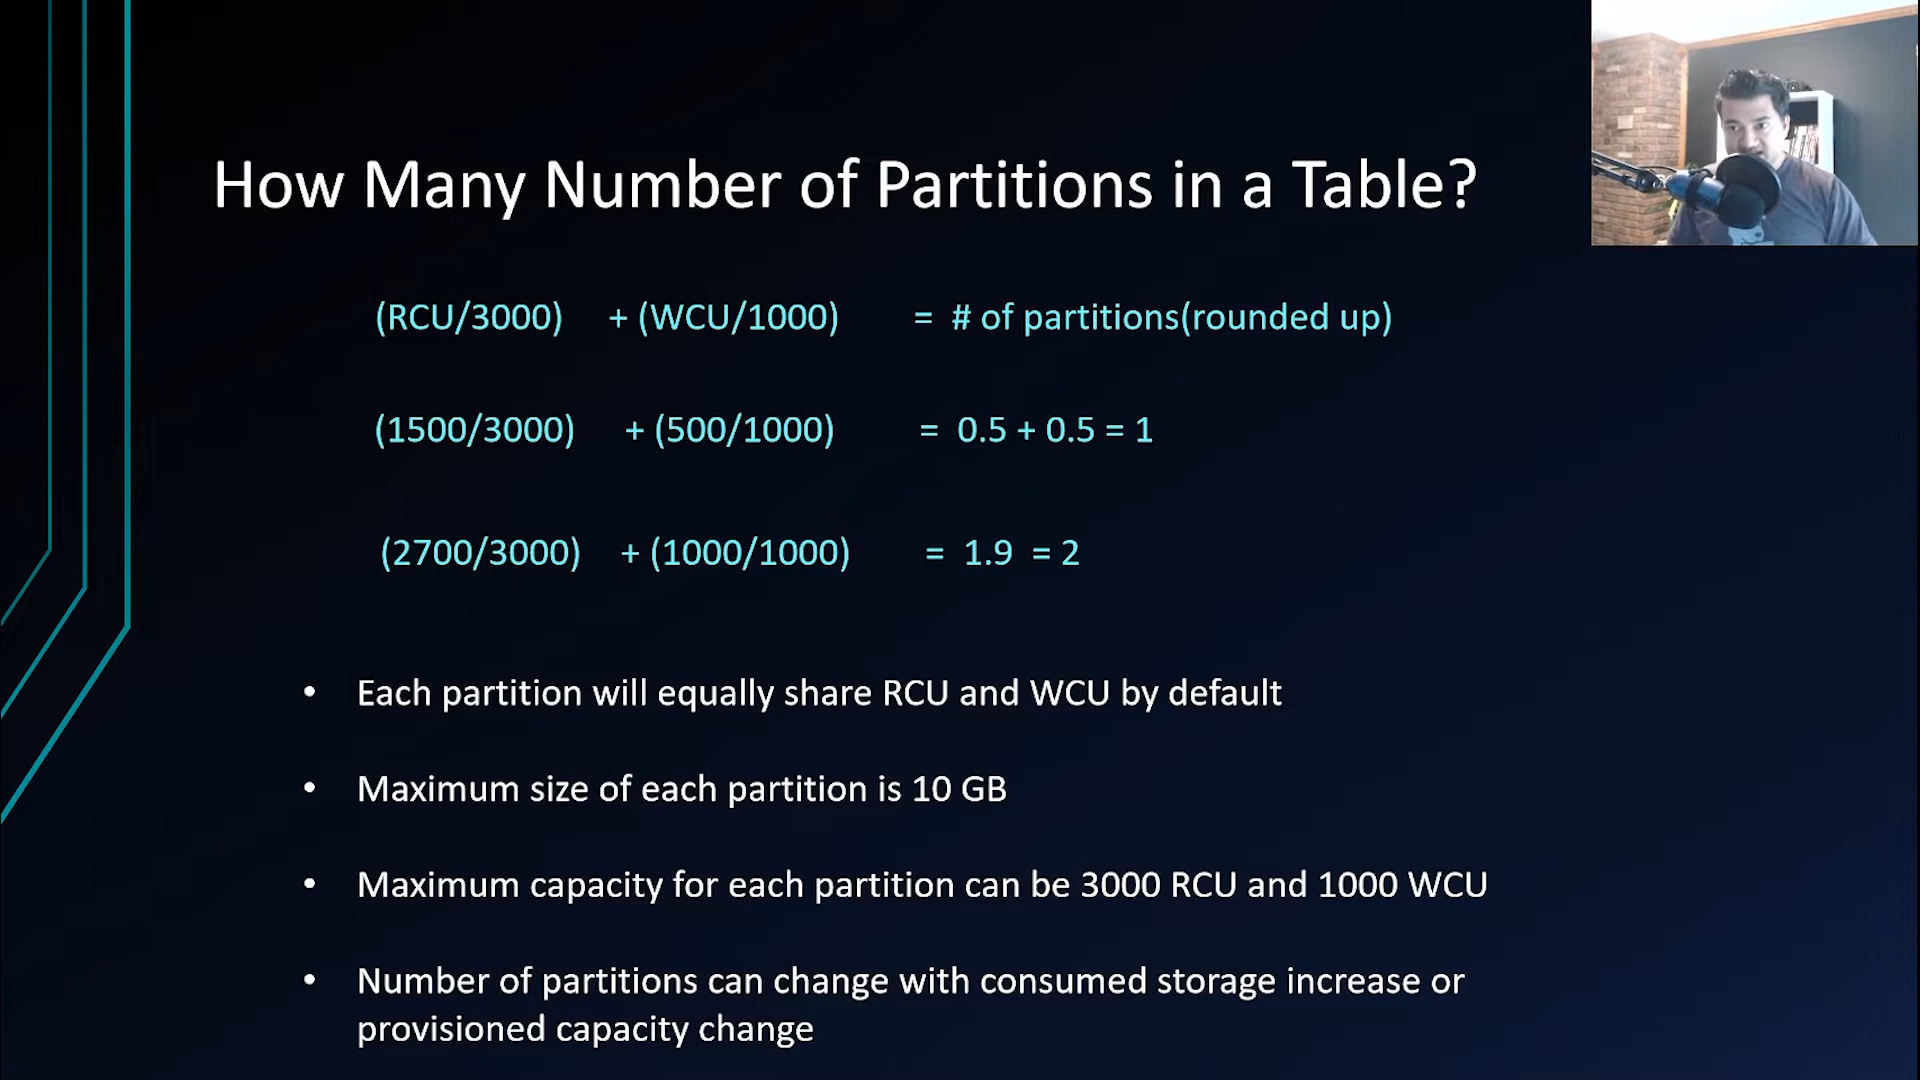 How Many Number of Partitions in a Table?
(RCU/3000) + (WCU/1000) = # of partitions(rounded up)
(1500/3000) + (500/1000) = 0.5 + 0.5 = 1
(2700/3000) + (1000/1000) = 1.9 = 2
• Each partition will equally share RCU and WCU by default
• Maximum size of each partition is 10 GB
• Maximum capacity for each partition can be 3000 RCU and 1000 WCU
• Number of partitions can change with consumed storage increase or
provisioned capacity change